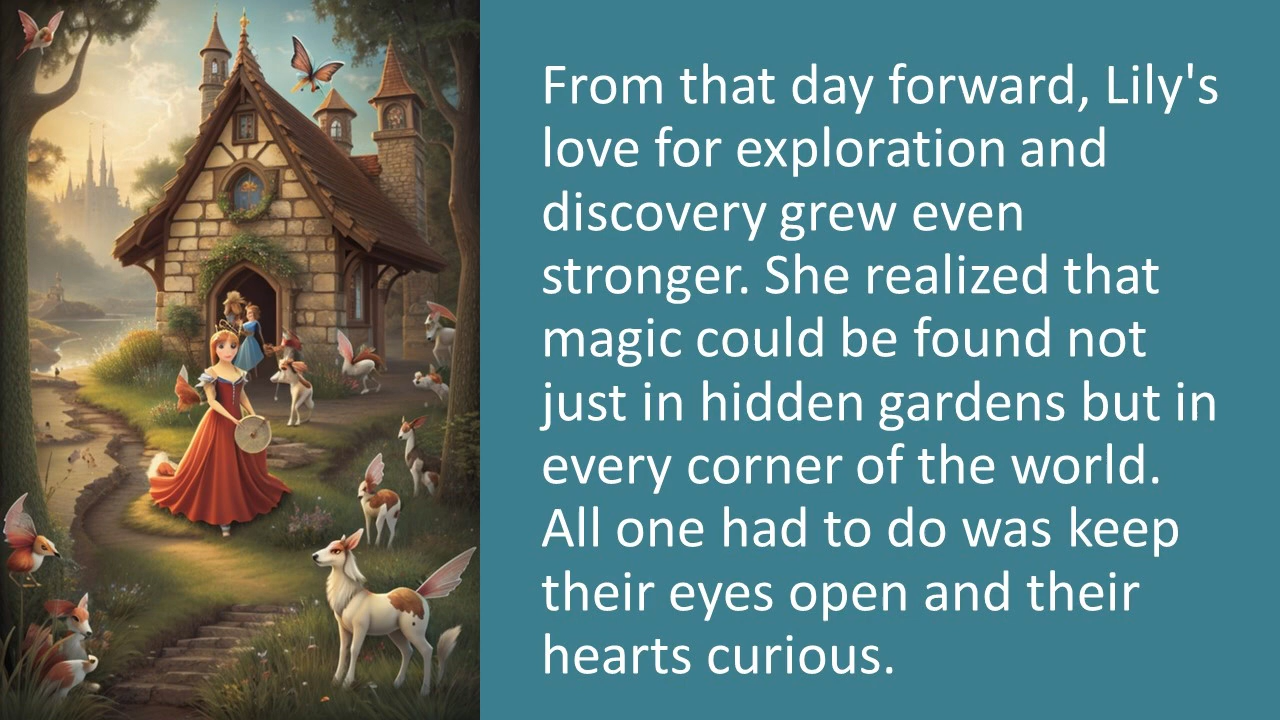 From that day forward, Lily's
love for exploration and
discovery grew even
stronger. She realized that
magic could be found not
just in hidden gardens but in
every corner of the world.
All one had to do was keep
their eyes open and their
hearts curious.